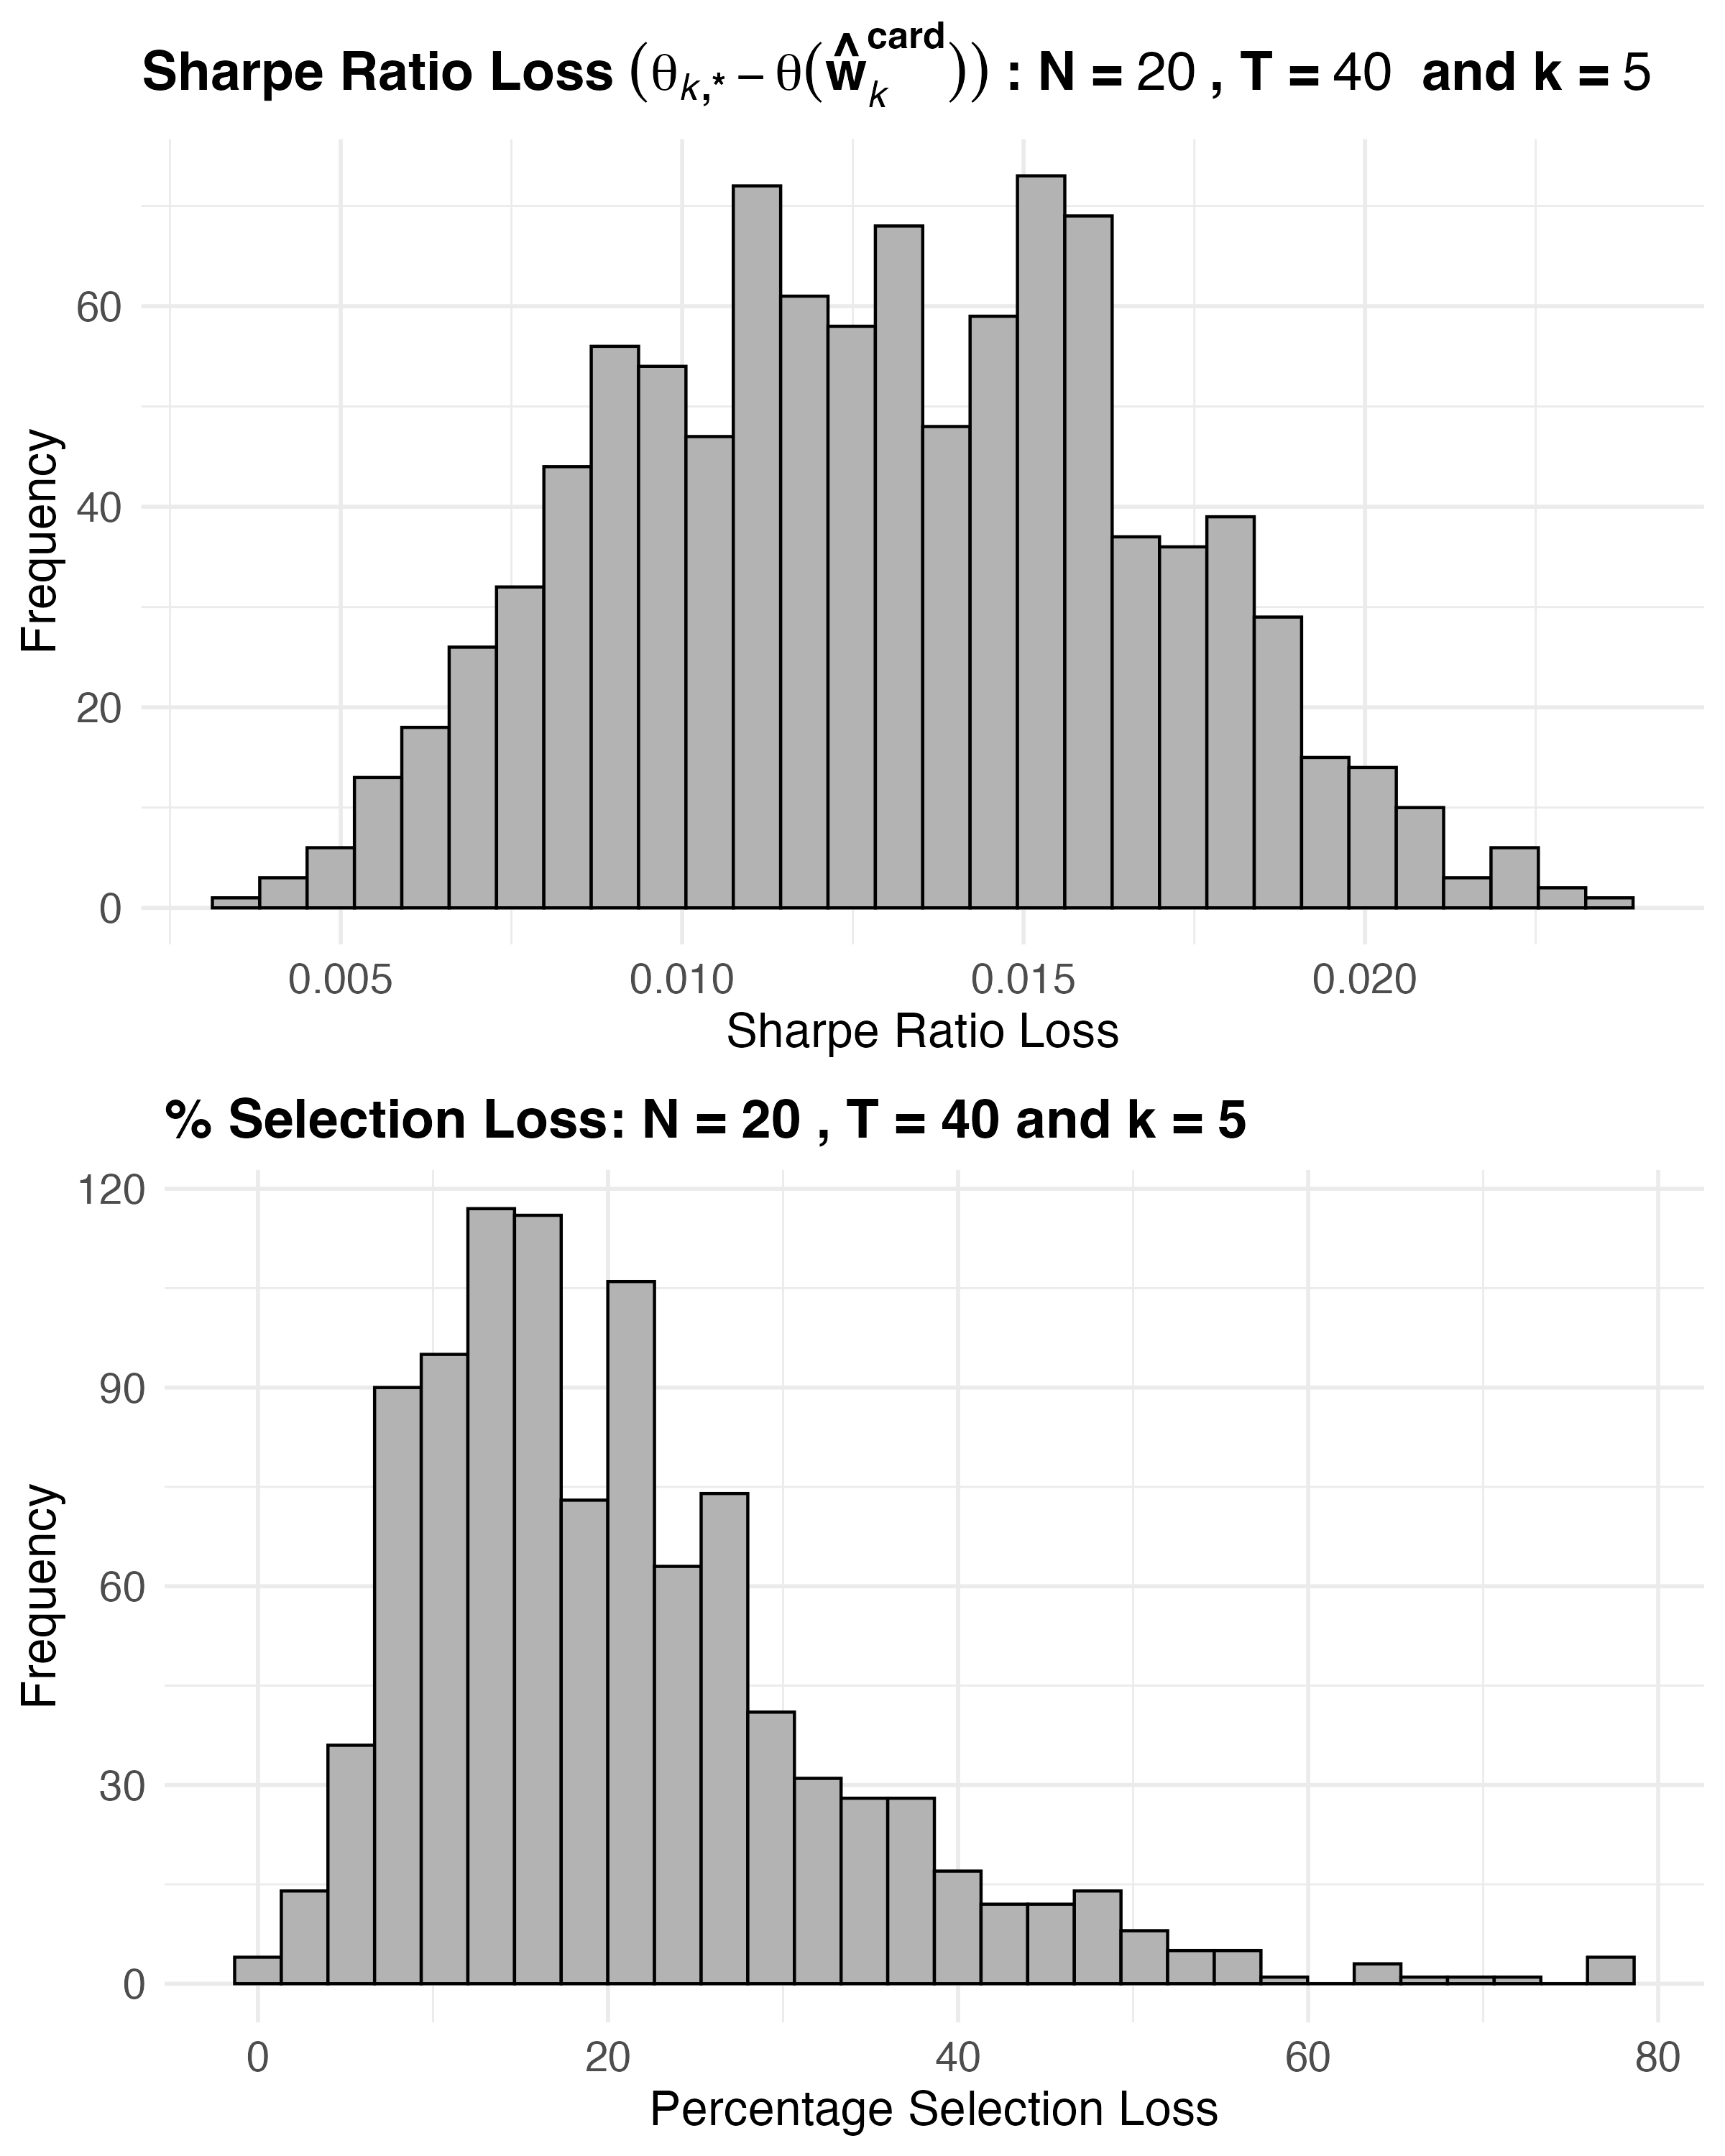 Sharpe Ratio Loss (θk,* − θ(ŵk^card)) : N = 20 , T = 40 and k = 5
Frequency
60
40
20
0
0.005 0.010 0.015 0.020
Sharpe Ratio Loss
% Selection Loss: N = 20 , T = 40 and k = 5
Frequency
120
90
60
30
0
0 20 40 60 80
Percentage Selection Loss